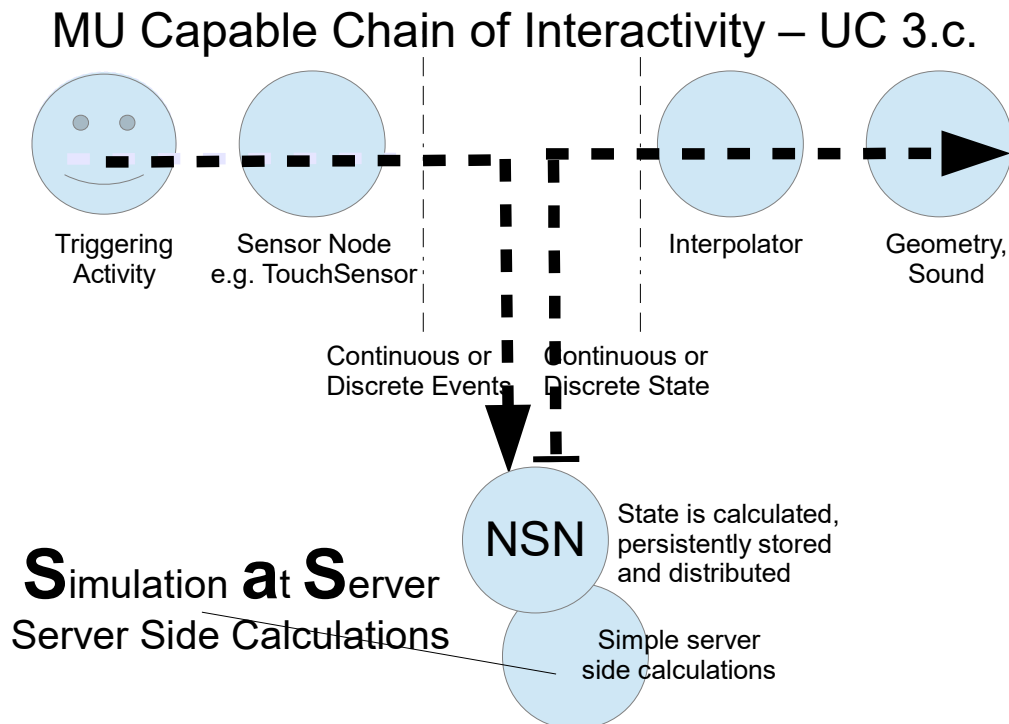 MU Capable Chain of Interactivity – UC 3.c.
Triggering
Activity
Sensor Node
e.g. TouchSensor
Interpolator
Geometry,
Sound
Continuous or
Discrete Events
Continuous or
Discrete State
NSN
State is calculated,
persistently stored
and distributed
Simulation at Server
Server Side Calculations
Simple server
side calculations